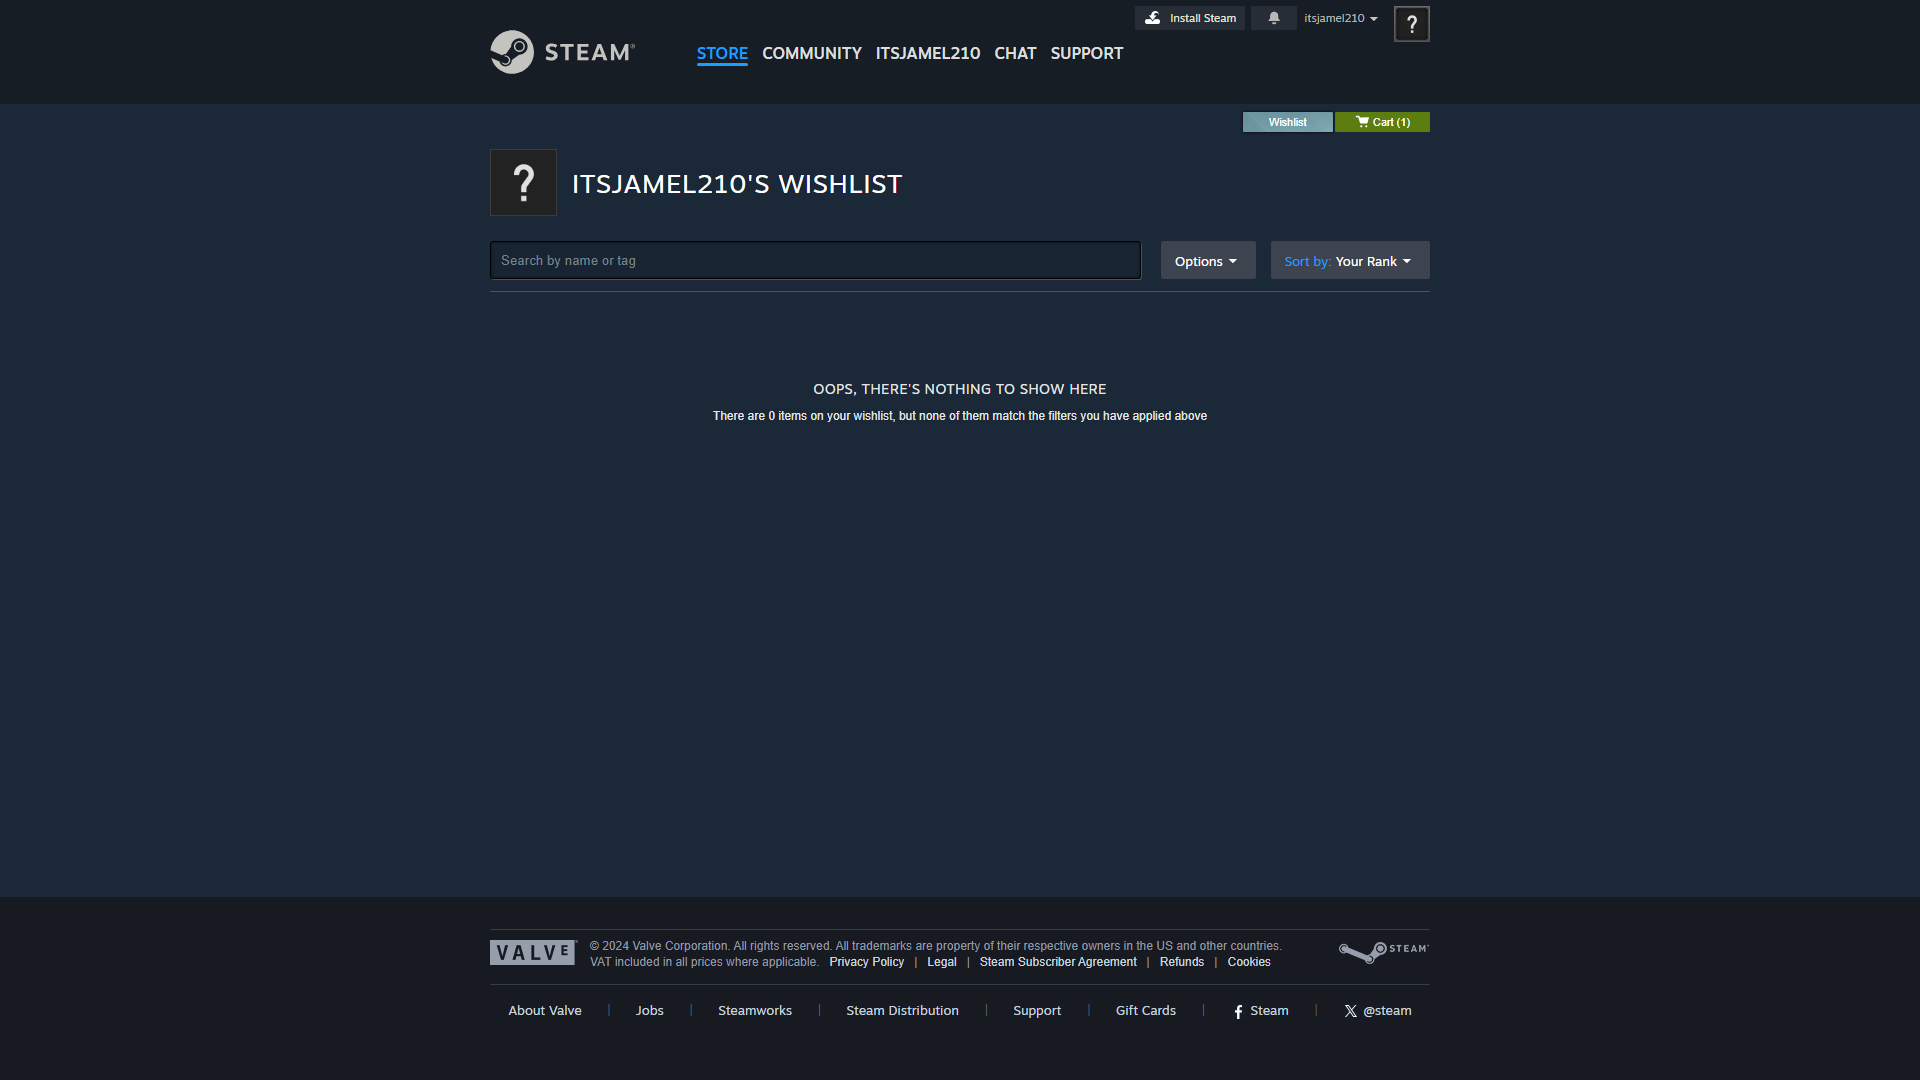 Install Steam
itsjamel210
?
STEAM®
STORE COMMUNITY ITSJAMEL210 CHAT SUPPORT
Wishlist
Cart (1)
?
ITSJAMEL210'S WISHLIST
Search by name or tag
Options
Sort by: Your Rank
OOPS, THERE'S NOTHING TO SHOW HERE
There are 0 items on your wishlist, but none of them match the filters you have applied above
VALVE
© 2024 Valve Corporation. All rights reserved. All trademarks are property of their respective owners in the US and other countries.
VAT included in all prices where applicable. Privacy Policy | Legal | Steam Subscriber Agreement | Refunds | Cookies
STEAM
About Valve | Jobs | Steamworks | Steam Distribution | Support | Gift Cards | Steam | @steam